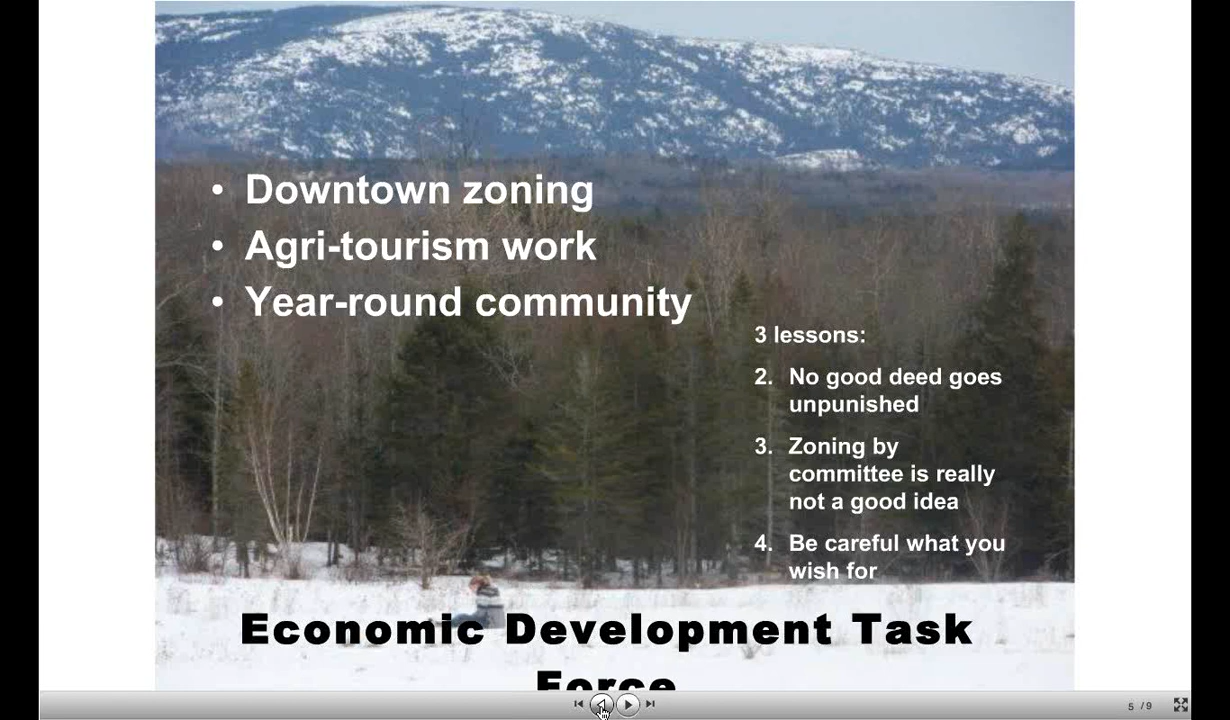 • Downtown zoning
• Agri-tourism work
• Year-round community
3 lessons:
2. No good deed goes
unpunished
3. Zoning by
committee is really
not a good idea
4. Be careful what you
wish for
Economic Development Task
Force
5 / 9